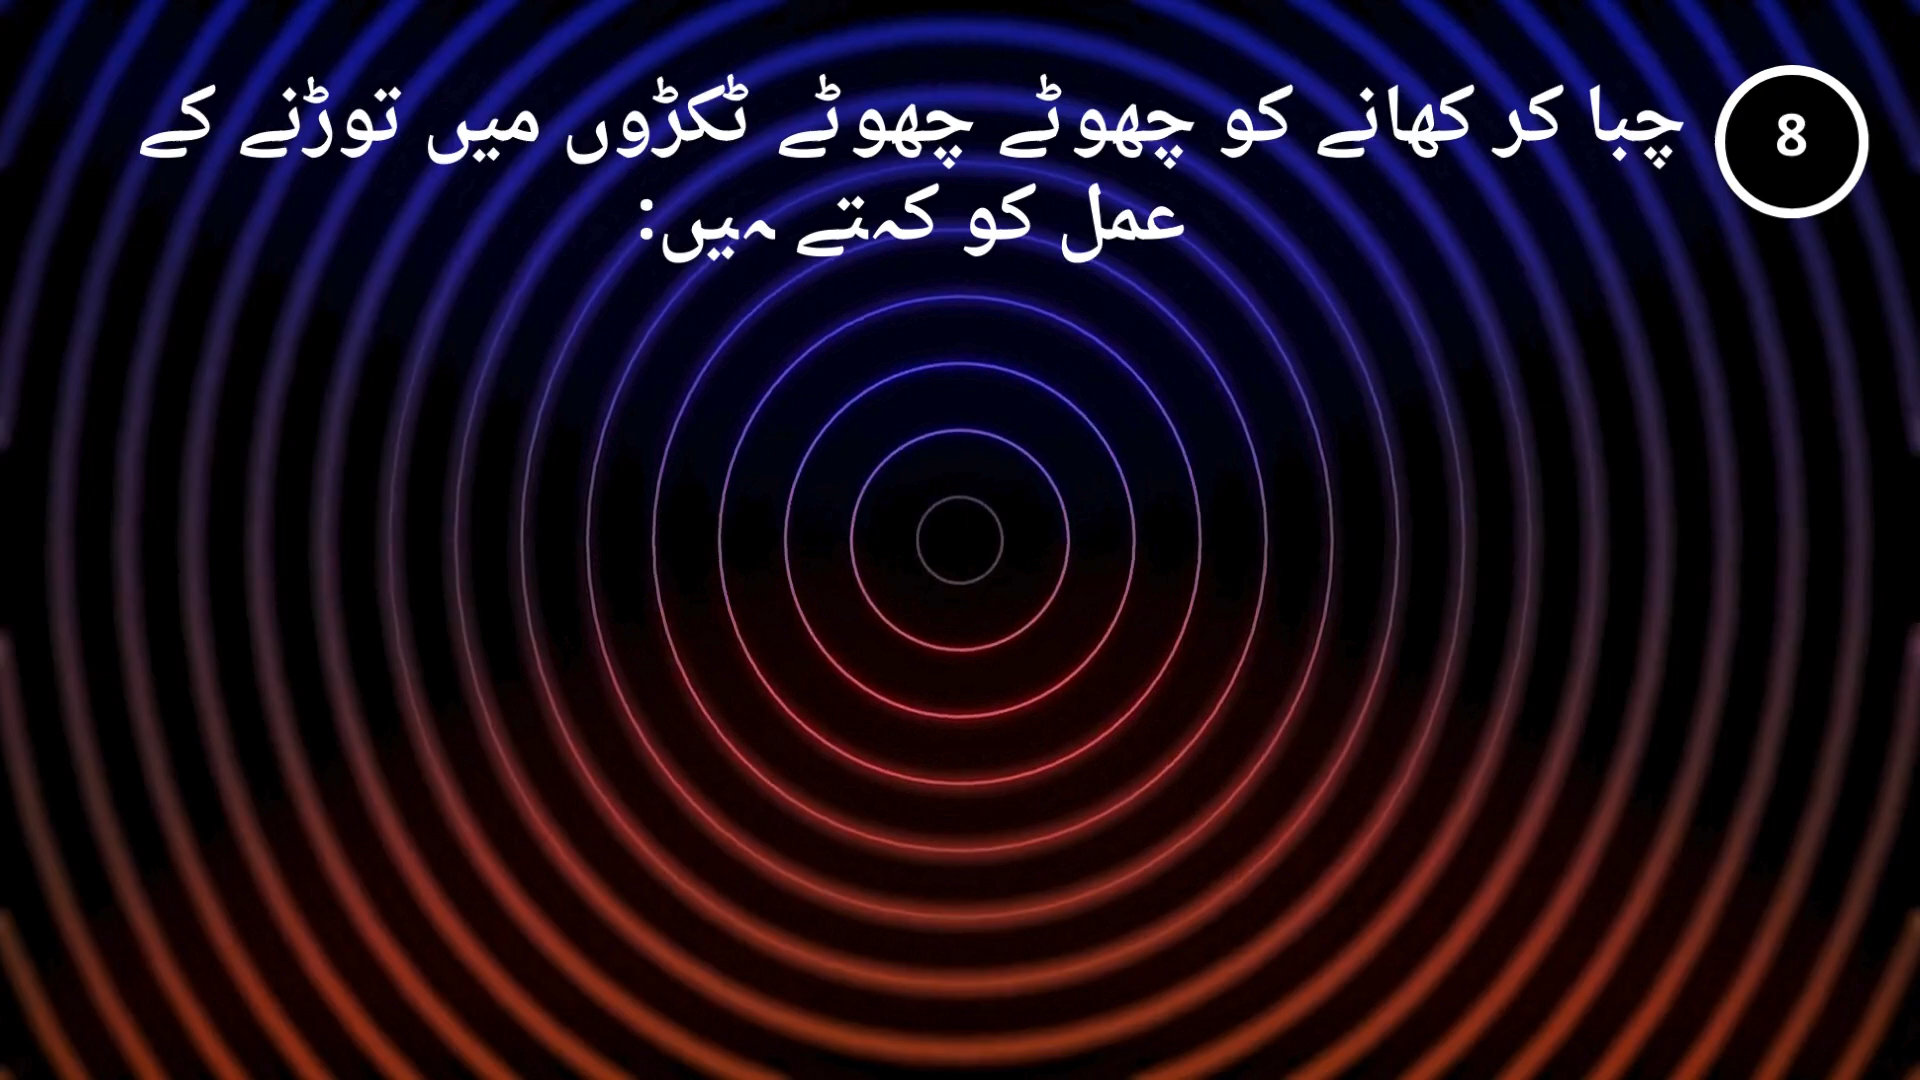 8
چبا کر کھانے کو چھوٹے چھوٹے ٹکڑوں میں توڑنے کے
عمل کو کہتے ہیں: